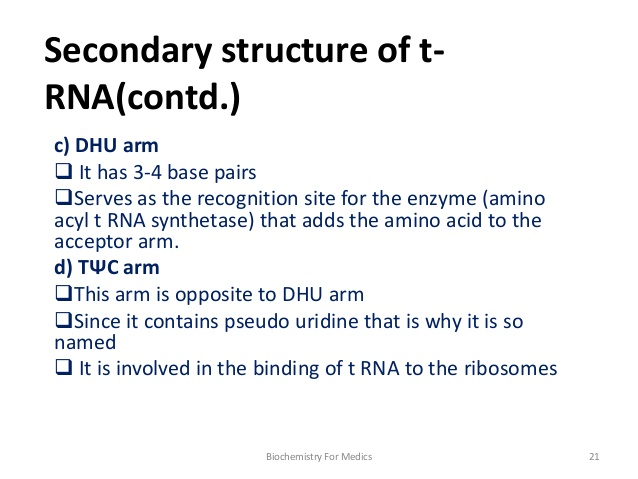 Secondary structure of t-
RNA(contd.)
c) DHU arm
❑ It has 3-4 base pairs
❑Serves as the recognition site for the enzyme (amino
acyl t RNA synthetase) that adds the amino acid to the
acceptor arm.
d) TΨC arm
❑This arm is opposite to DHU arm
❑Since it contains pseudo uridine that is why it is so
named
❑ It is involved in the binding of t RNA to the ribosomes
Biochemistry For Medics 21